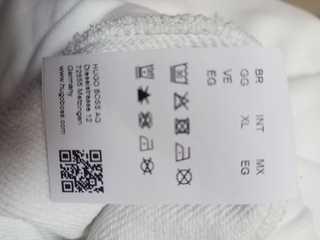 BR INT MX
GG XL EG
VE
EG
HUGO BOSS AG
Dieselstrasse 12
72555 Metzingen
Germany
www.hugoboss.com